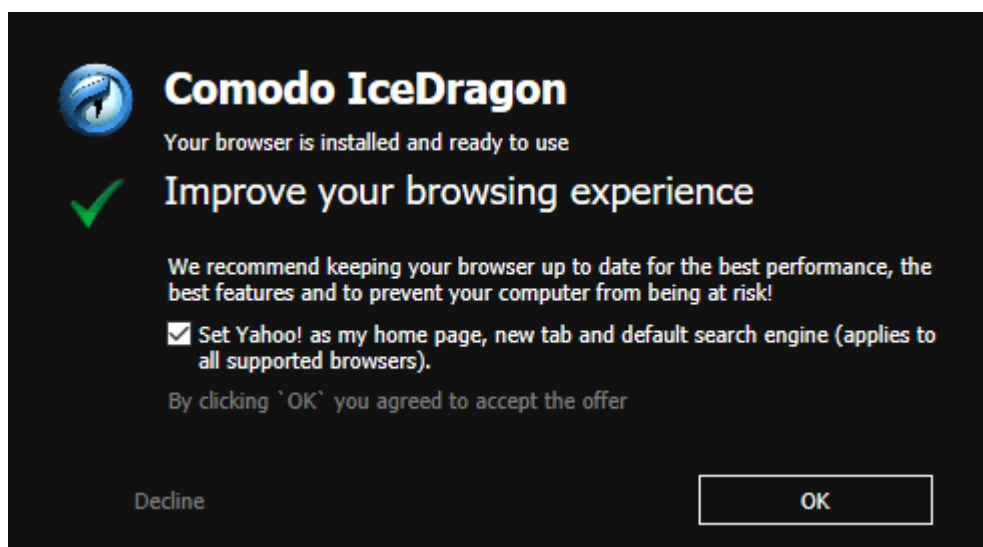 Comodo IceDragon
Your browser is installed and ready to use
Improve your browsing experience
We recommend keeping your browser up to date for the best performance, the
best features and to prevent your computer from being at risk!
Set Yahoo! as my home page, new tab and default search engine (applies to
all supported browsers).
By clicking `OK` you agreed to accept the offer
Decline
OK